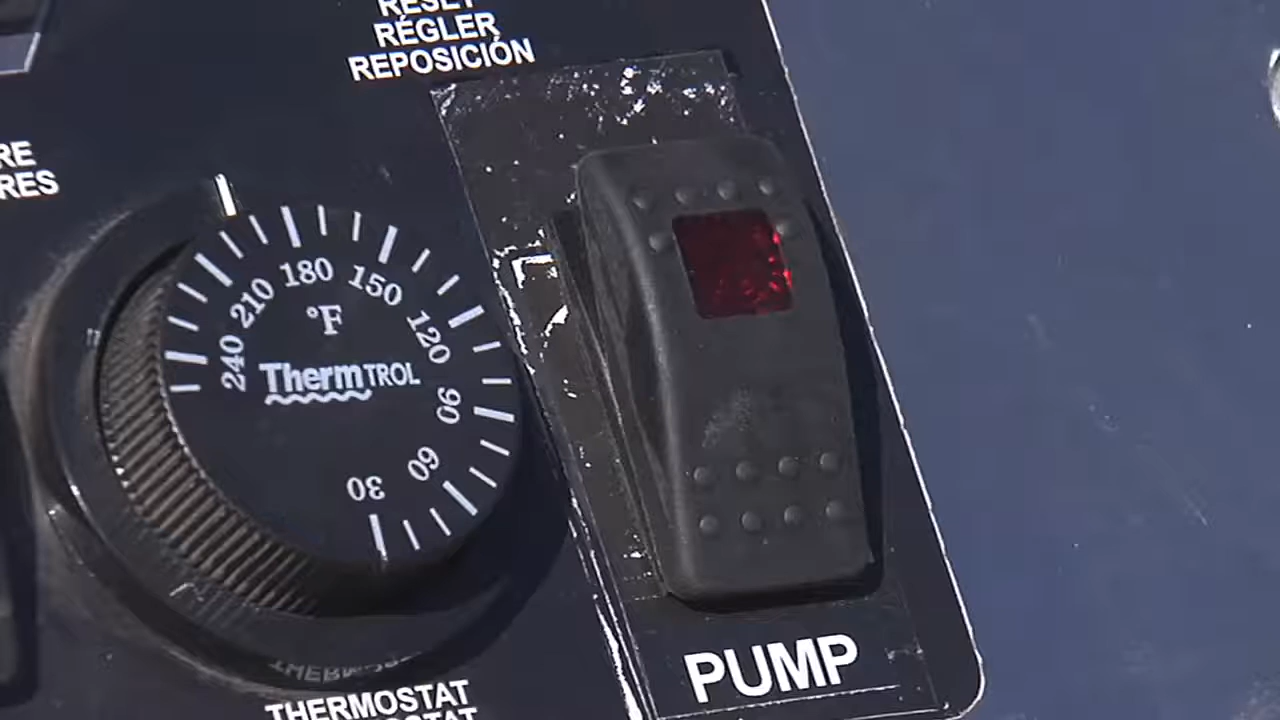 RESET
RÉGLER
REPOSICIÓN
RE
RES
240
210
180
150
120
90
60
30
°F
ThermTROL
PUMP
THERMOSTAT